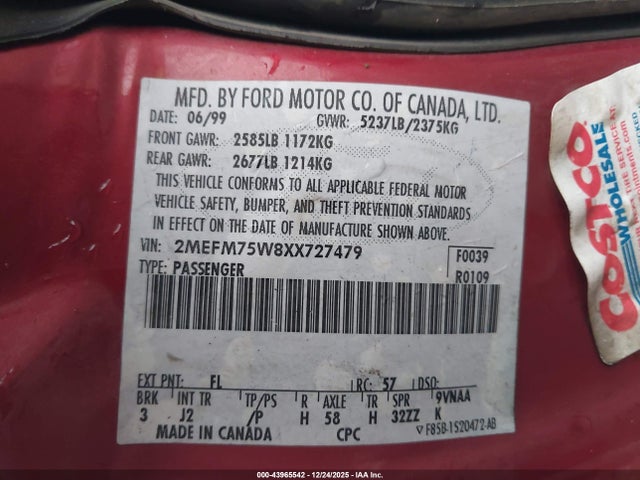 MFD. BY FORD MOTOR CO. OF CANADA, LTD.
DATE: 06/99 GVWR: 5237LB/2375KG
FRONT GAWR: 2585LB 1172KG
REAR GAWR: 2677LB 1214KG
THIS VEHICLE CONFORMS TO ALL APPLICABLE FEDERAL MOTOR
VEHICLE SAFETY, BUMPER, AND THEFT PREVENTION STANDARDS
IN EFFECT ON THE DATE OF MANUFACTURE SHOWN ABOVE.
VIN: 2MEFM75W8XX727479 F0039
TYPE: PASSENGER R0109
EXT PNT: FL RC: 57 DSO:
BRK INT TR TP/PS R AXLE TR SPR 9VNAA
3 J2 /P H 58 H 32ZZ K
MADE IN CANADA CPC F85B-1520472-AB
COSTCO
WHOLESALE
000-43965542 - 12/24/2025 - IAAI.COM